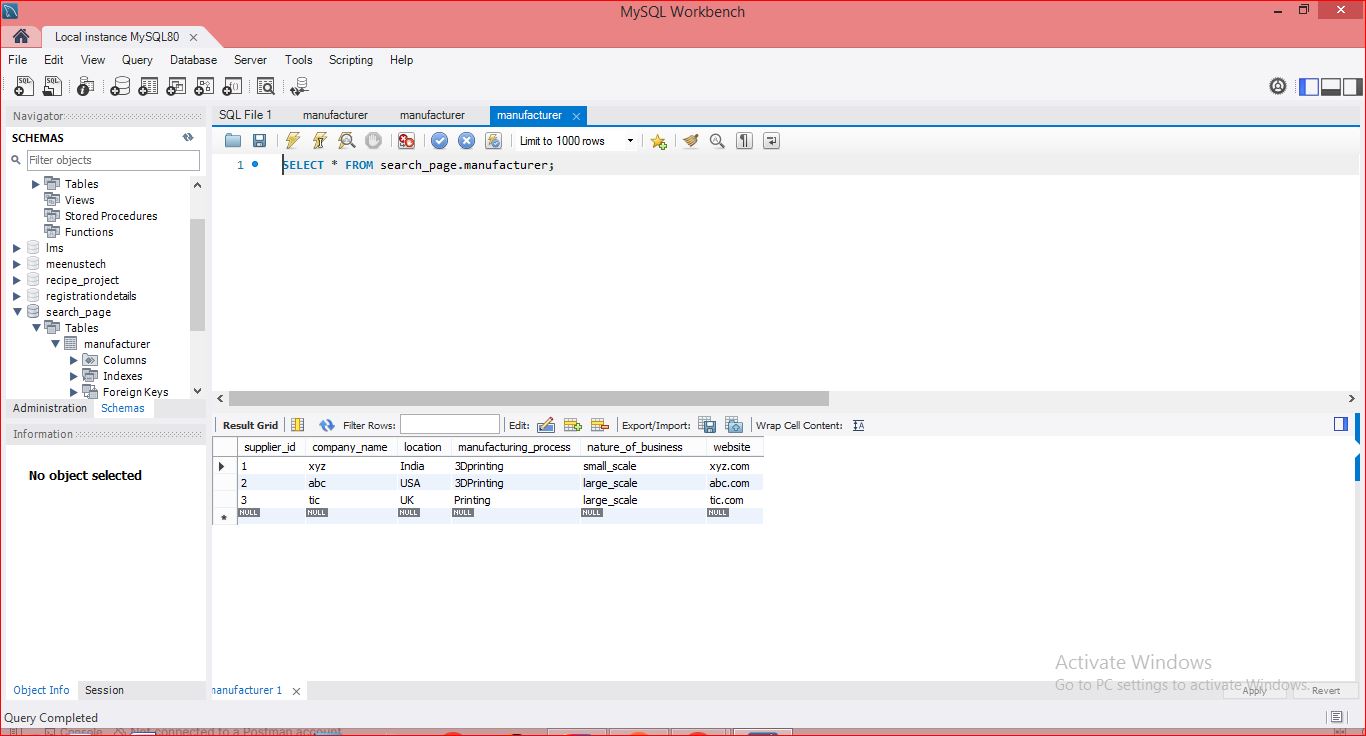 MySQL Workbench
Local instance MySQL80
File Edit View Query Database Server Tools Scripting Help
Navigator
SQL File 1 manufacturer manufacturer manufacturer
SCHEMAS
Filter objects
Limit to 1000 rows
1 SELECT * FROM search_page.manufacturer;
Tables
Views
Stored Procedures
Functions
lms
meenustech
recipe_project
registrationdetails
search_page
Tables
manufacturer
Columns
Indexes
Foreign Keys
Administration Schemas
Information
No object selected
Result Grid Filter Rows: Edit: Export/Import: Wrap Cell Content:
supplier_id company_name location manufacturing_process nature_of_business website
1 xyz India 3Dprinting small_scale xyz.com
2 abc USA 3DPrinting large_scale abc.com
3 tic UK Printing large_scale tic.com
NULL NULL NULL NULL NULL NULL
Activate Windows
Go to PC settings to activate Windows.
Apply Revert
Object Info Session
manufacturer 1
Query Completed
Console Not connected to a Postman account